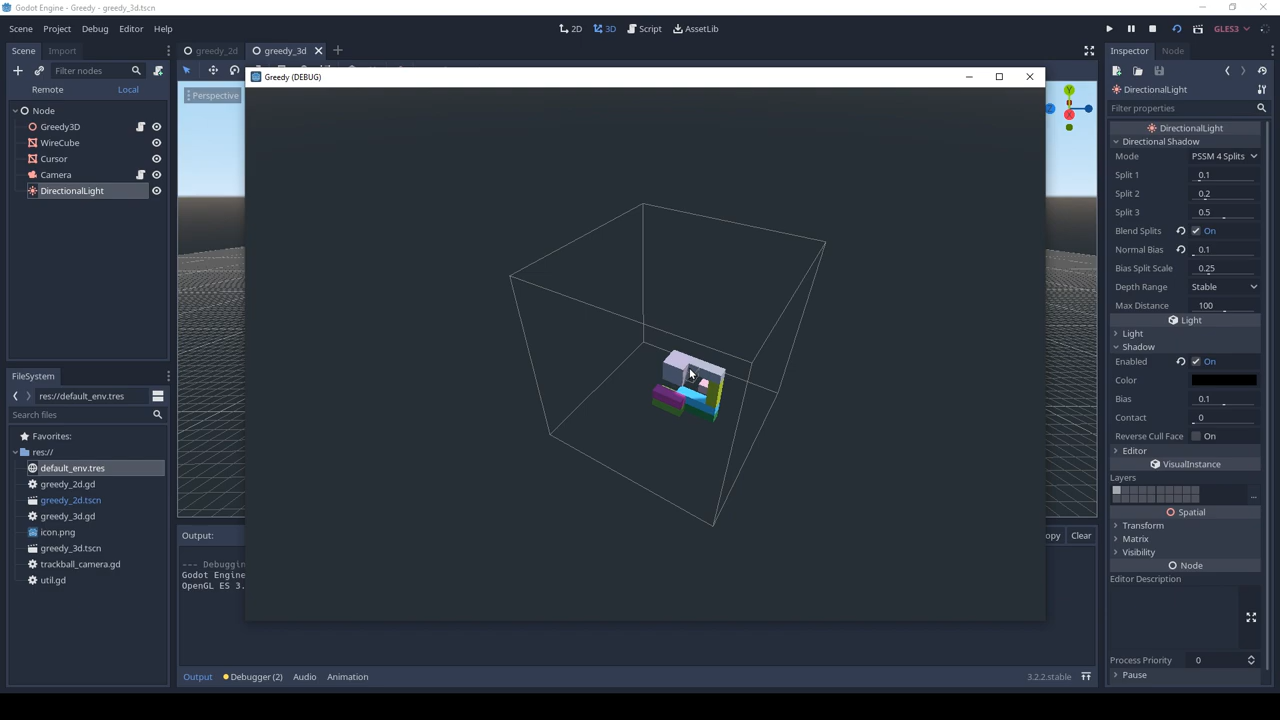 Godot Engine - Greedy - greedy_3d.tscn
Scene Project Debug Editor Help
2D 3D Script AssetLib
GLES3
Scene Import
greedy_2d greedy_3d
Inspector Node
Filter nodes
Remote Local
Node
Greedy3D
WireCube
Cursor
Camera
DirectionalLight
Perspective
Greedy (DEBUG)
Y
Z
X
DirectionalLight
Filter properties
DirectionalLight
Directional Shadow
Mode PSSM 4 Splits
Split 1 0.1
Split 2 0.2
Split 3 0.5
Blend Splits On
Normal Bias 0.1
Bias Split Scale 0.25
Depth Range Stable
Max Distance 100
Light
Light
Shadow
Enabled On
Color
Bias 0.1
Contact 0
Reverse Cull Face On
Editor
VisualInstance
Layers
...
Spatial
Transform
Matrix
Visibility
Node
Editor Description
Process Priority 0
Pause
FileSystem
res://default_env.tres
Search files
Favorites:
res://
default_env.tres
greedy_2d.gd
greedy_2d.tscn
greedy_3d.gd
icon.png
greedy_3d.tscn
trackball_camera.gd
util.gd
Output:
Clear
--- Debugging
Godot Engine
OpenGL ES 3.
Output Debugger (2) Audio Animation
3.2.2.stable